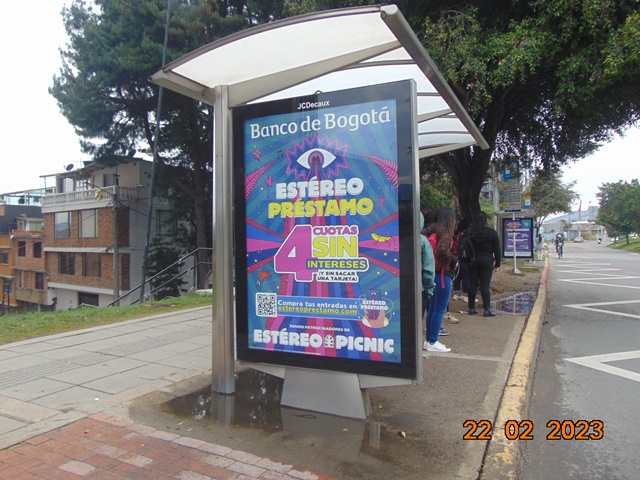 JCDecaux
Banco de Bogotá
ESTÉREO
PRÉSTAMO
4 CUOTAS
SIN
INTERESES
¡Y SIN SACAR
UNA TARJETA!
Compra tus entradas en
estereoprestamo.com
ESTÉREO
PRÉSTAMO
SOMOS PATROCINADORES DE
ESTÉREO PICNIC
22 02 2023